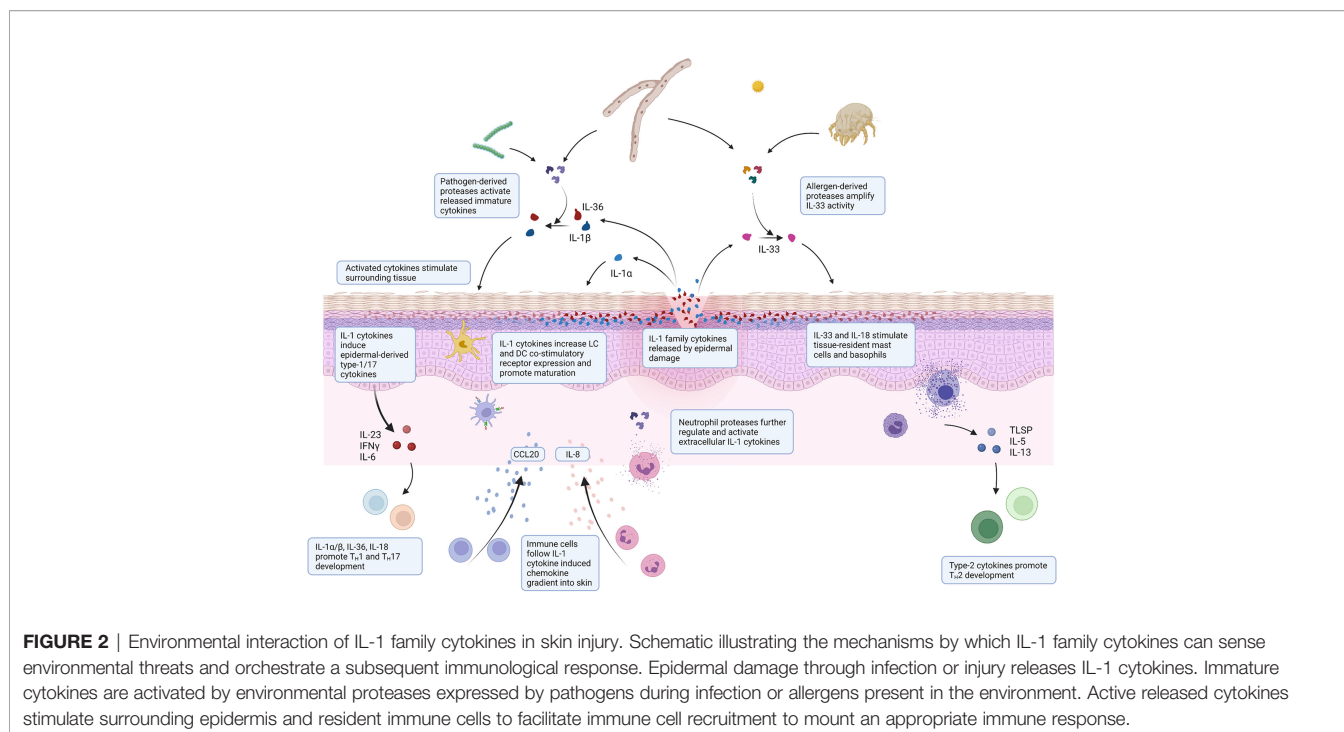 Pathogen-derived
proteases activate
released immature
cytokines
IL-36
IL-1β
IL-1α
Allergen-derived
proteases amplify
IL-33 activity
IL-33
Activated cytokines stimulate
surrounding tissue
IL-1 cytokines
induce
epidermal-derived
type-1/17
cytokines
IL-1 cytokines increase LC
and DC co-stimulatory
receptor expression and
promote maturation
IL-1 family cytokines
released by epidermal
damage
IL-33 and IL-18 stimulate
tissue-resident mast
cells and basophils
IL-23
IFNγ
IL-6
CCL20
IL-8
Neutrophil proteases further
regulate and activate
extracellular IL-1 cytokines
TLSP
IL-5
IL-13
IL-1α/β, IL-36, IL-18
promote TH1 and TH17
development
Immune cells
follow IL-1
cytokine induced
chemokine
gradient into skin
Type-2 cytokines promote
TH2 development
FIGURE 2 | Environmental interaction of IL-1 family cytokines in skin injury. Schematic illustrating the mechanisms by which IL-1 family cytokines can sense
environmental threats and orchestrate a subsequent immunological response. Epidermal damage through infection or injury releases IL-1 cytokines. Immature
cytokines are activated by environmental proteases expressed by pathogens during infection or allergens present in the environment. Active released cytokines
stimulate surrounding epidermis and resident immune cells to facilitate immune cell recruitment to mount an appropriate immune response.